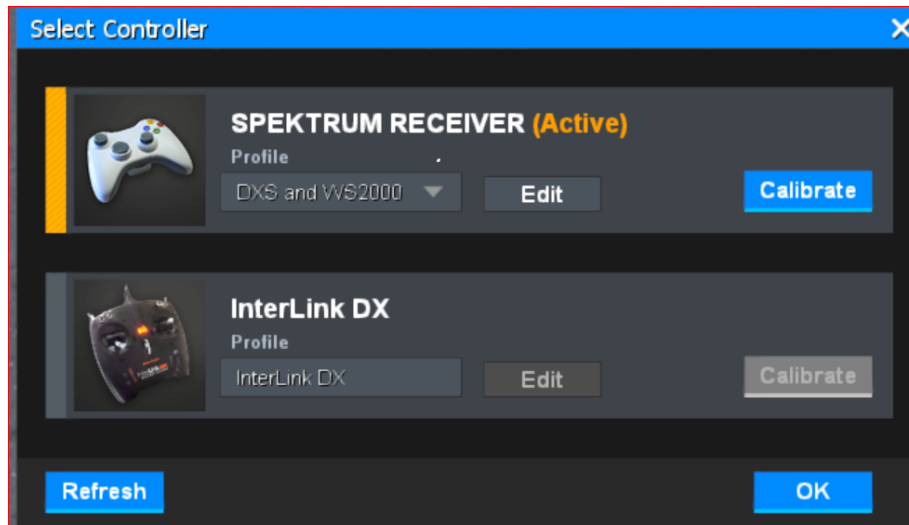 Select Controller
SPEKTRUM RECEIVER (Active)
Profile
DXS and WS2000
Edit
Calibrate
InterLink DX
Profile
InterLink DX
Edit
Calibrate
Refresh
OK